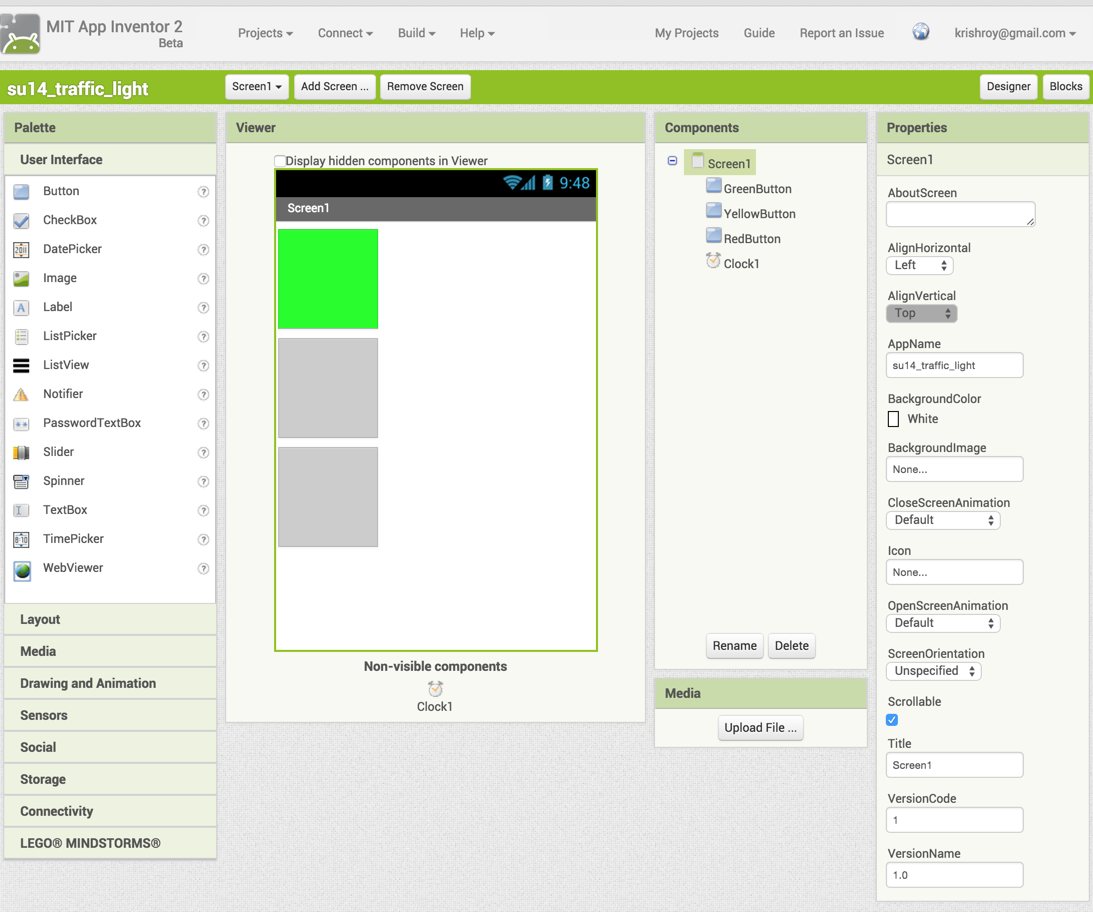 MIT App Inventor 2
Beta
Projects
Connect
Build
Help
My Projects
Guide
Report an Issue
krishroy@gmail.com
su14_traffic_light
Screen1
Add Screen ...
Remove Screen
Designer
Blocks
Palette
User Interface
Button ?
CheckBox ?
DatePicker ?
Image ?
Label ?
ListPicker ?
ListView ?
Notifier ?
PasswordTextBox ?
Slider ?
Spinner ?
TextBox ?
TimePicker ?
WebViewer ?
Layout
Media
Drawing and Animation
Sensors
Social
Storage
Connectivity
LEGO® MINDSTORMS®
Viewer
Display hidden components in Viewer
9:48
Screen1
Non-visible components
Clock1
Components
Screen1
GreenButton
YellowButton
RedButton
Clock1
Rename
Delete
Media
Upload File ...
Properties
Screen1
AboutScreen
AlignHorizontal
Left
AlignVertical
Top
AppName
su14_traffic_light
BackgroundColor
White
BackgroundImage
None...
CloseScreenAnimation
Default
Icon
None...
OpenScreenAnimation
Default
ScreenOrientation
Unspecified
Scrollable
Title
Screen1
VersionCode
1
VersionName
1.0